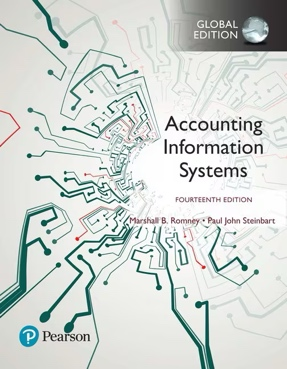 GLOBAL
EDITION
Accounting
Information
Systems
FOURTEENTH EDITION
Marshall B. Romney • Paul John Steinbart
Pearson